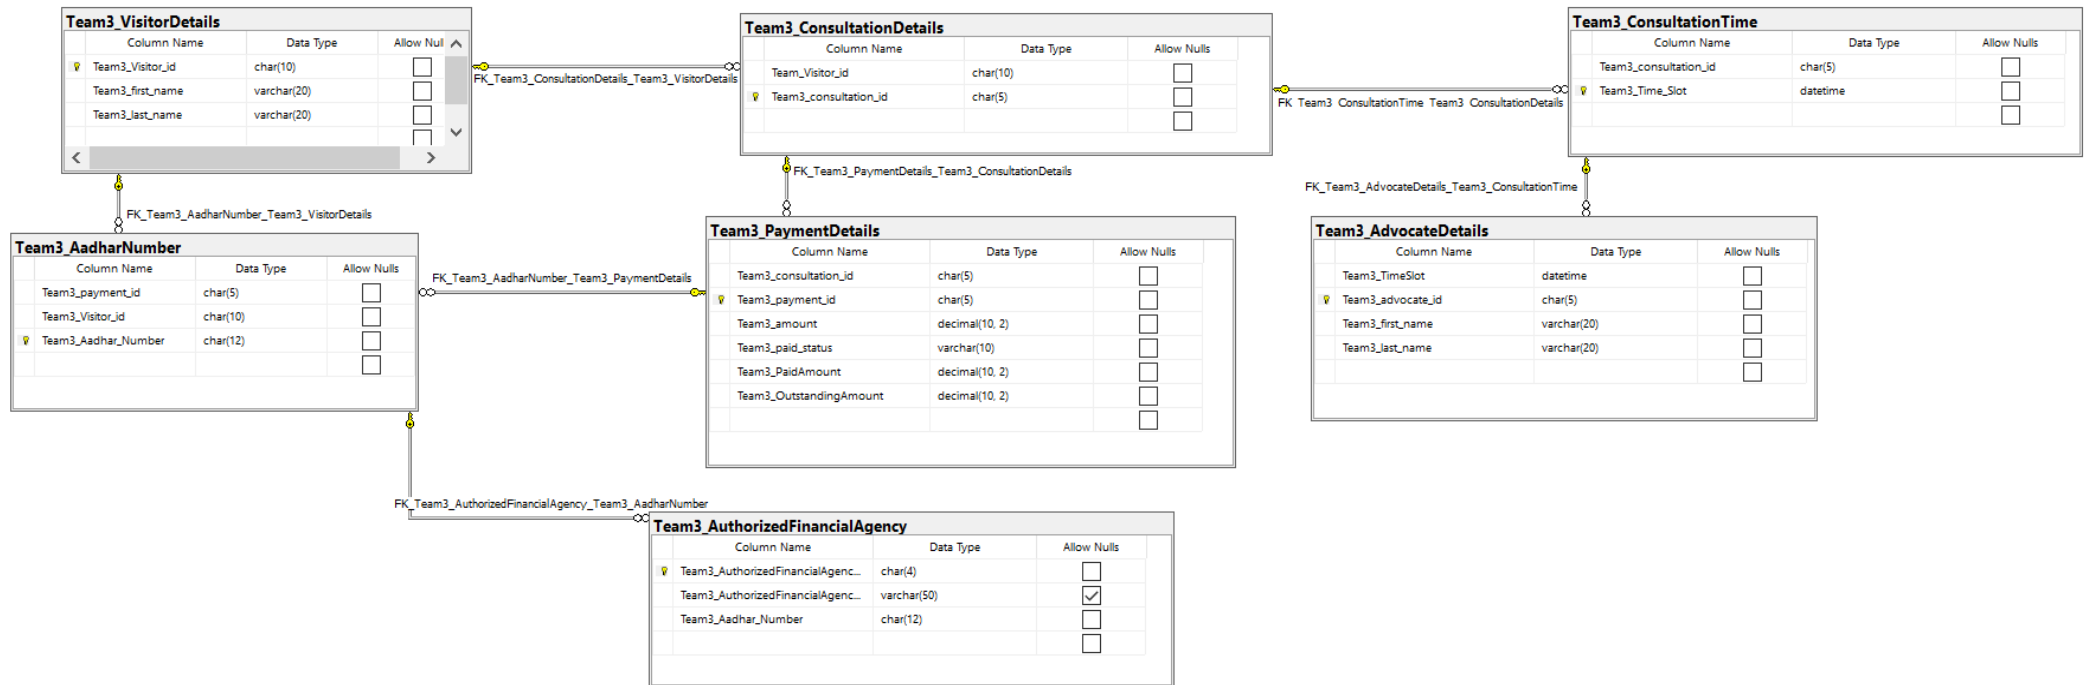 Team3_VisitorDetails
Column Name Data Type Allow Nul
Team3_Visitor_id char(10)
Team3_first_name varchar(20)
Team3_last_name varchar(20)
FK_Team3_ConsultationDetails_Team3_VisitorDetails
Team3_ConsultationDetails
Column Name Data Type Allow Nulls
Team_Visitor_id char(10)
Team3_consultation_id char(5)
FK_Team3_ConsultationTime_Team3_ConsultationDetails
Team3_ConsultationTime
Column Name Data Type Allow Nulls
Team3_consultation_id char(5)
Team3_Time_Slot datetime
FK_Team3_AadharNumber_Team3_VisitorDetails
FK_Team3_PaymentDetails_Team3_ConsultationDetails
FK_Team3_AdvocateDetails_Team3_ConsultationTime
Team3_AadharNumber
Column Name Data Type Allow Nulls
Team3_payment_id char(5)
Team3_Visitor_id char(10)
Team3_Aadhar_Number char(12)
FK_Team3_AadharNumber_Team3_PaymentDetails
Team3_PaymentDetails
Column Name Data Type Allow Nulls
Team3_consultation_id char(5)
Team3_payment_id char(5)
Team3_amount decimal(10, 2)
Team3_paid_status varchar(10)
Team3_PaidAmount decimal(10, 2)
Team3_OutstandingAmount decimal(10, 2)
Team3_AdvocateDetails
Column Name Data Type Allow Nulls
Team3_TimeSlot datetime
Team3_advocate_id char(5)
Team3_first_name varchar(20)
Team3_last_name varchar(20)
FK_Team3_AuthorizedFinancialAgency_Team3_AadharNumber
Team3_AuthorizedFinancialAgency
Column Name Data Type Allow Nulls
Team3_AuthorizedFinancialAgenc... char(4)
Team3_AuthorizedFinancialAgenc... varchar(50)
Team3_Aadhar_Number char(12)